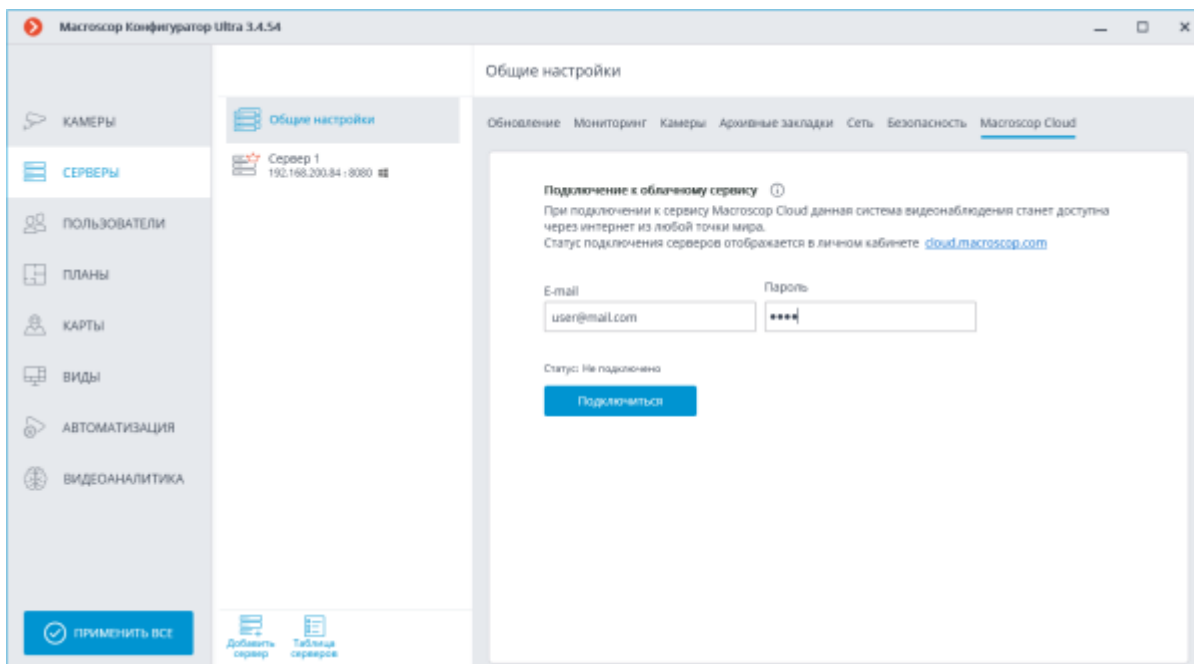 Macroscop Конфигуратор Ultra 3.4.54
КАМЕРЫ
СЕРВЕРЫ
ПОЛЬЗОВАТЕЛИ
ПЛАНЫ
КАРТЫ
ВИДЫ
АВТОМАТИЗАЦИЯ
ВИДЕОАНАЛИТИКА
ПРИМЕНИТЬ ВСЕ
Общие настройки
Сервер 1
192.168.200.84 : 8080
Добавить
сервер
Таблица
серверов
Общие настройки
Обновление Мониторинг Камеры Архивные закладки Сеть Безопасность Macroscop Cloud
Подключение к облачному сервису
При подключении к сервису Macroscop Cloud данная система видеонаблюдения станет доступна
через интернет из любой точки мира.
Статус подключения серверов отображается в личном кабинете cloud.macroscop.com
E-mail
Пароль
user@mail.com
••••
Статус: Не подключено
Подключиться